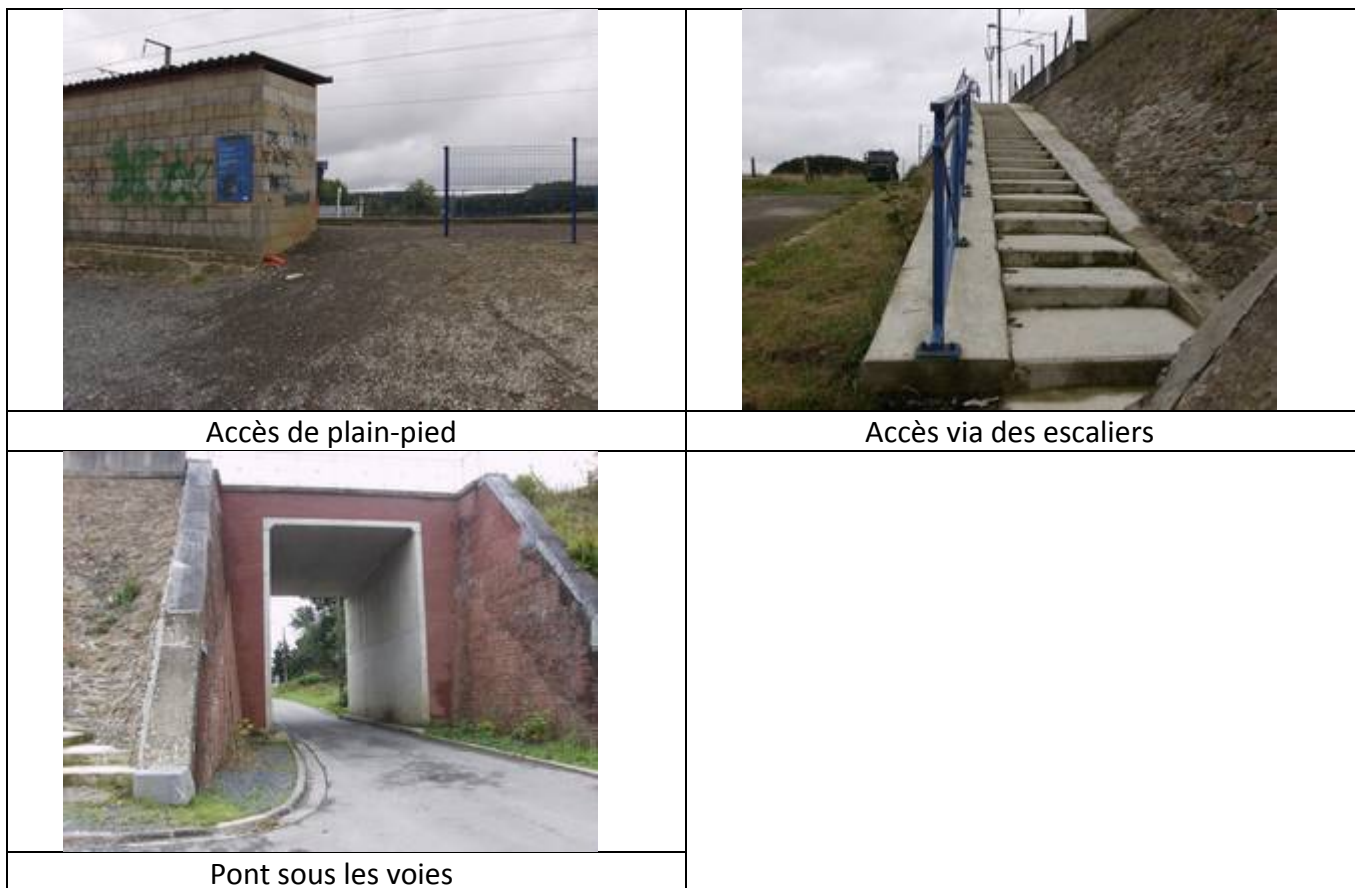 Accès de plain-pied
Accès via des escaliers
Pont sous les voies